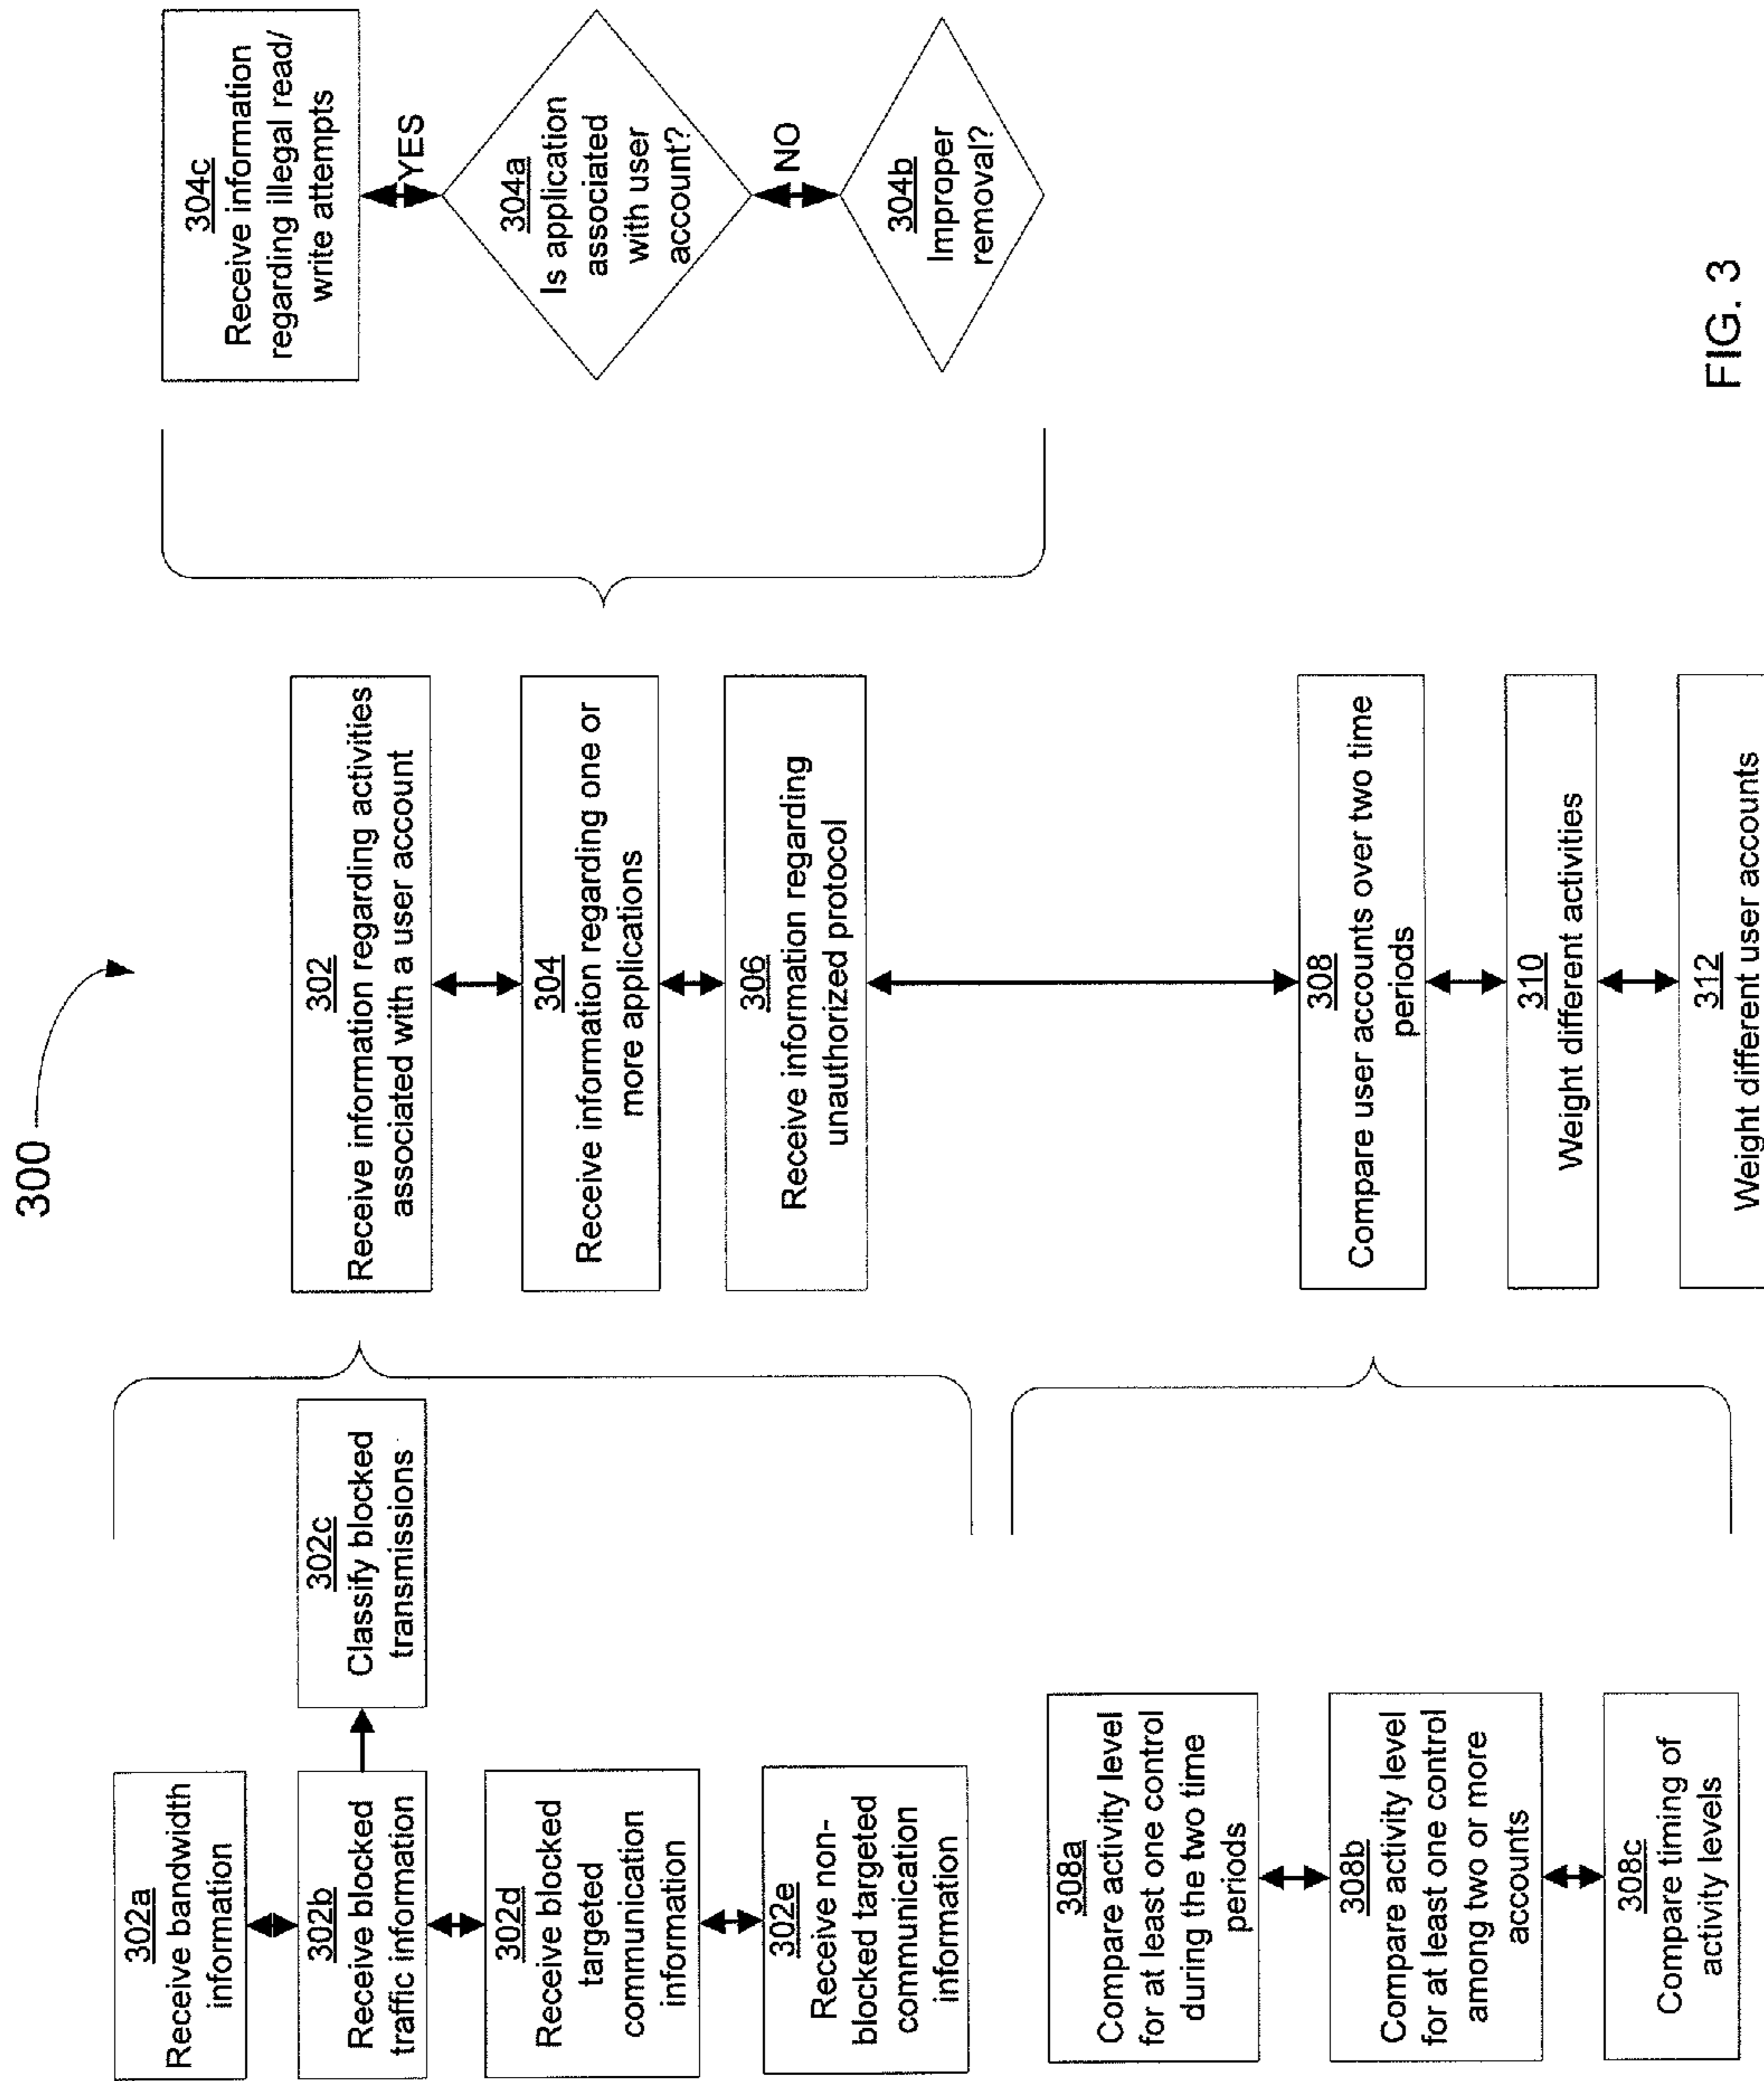 300
302a
Receive bandwidth
information
302b
Receive blocked
traffic information
302c
Classify blocked
transmissions
302d
Receive blocked
targeted
communication
information
302e
Receive non-
blocked targeted
communication
information
302
Receive information regarding activities
associated with a user account
304
Receive information regarding one or
more applications
306
Receive information regarding
unauthorized protocol
304c
Receive information
regarding illegal read/
write attempts
YES
304a
Is application
associated
with user
account?
NO
304b
Improper
removal?
308a
Compare activity level
for at least one control
during the two time
periods
308b
Compare activity level
for at least one control
among two or more
accounts
308c
Compare timing of
activity levels
308
Compare user accounts over two time
periods
310
Weight different activities
312
Weight different user accounts
FIG. 3